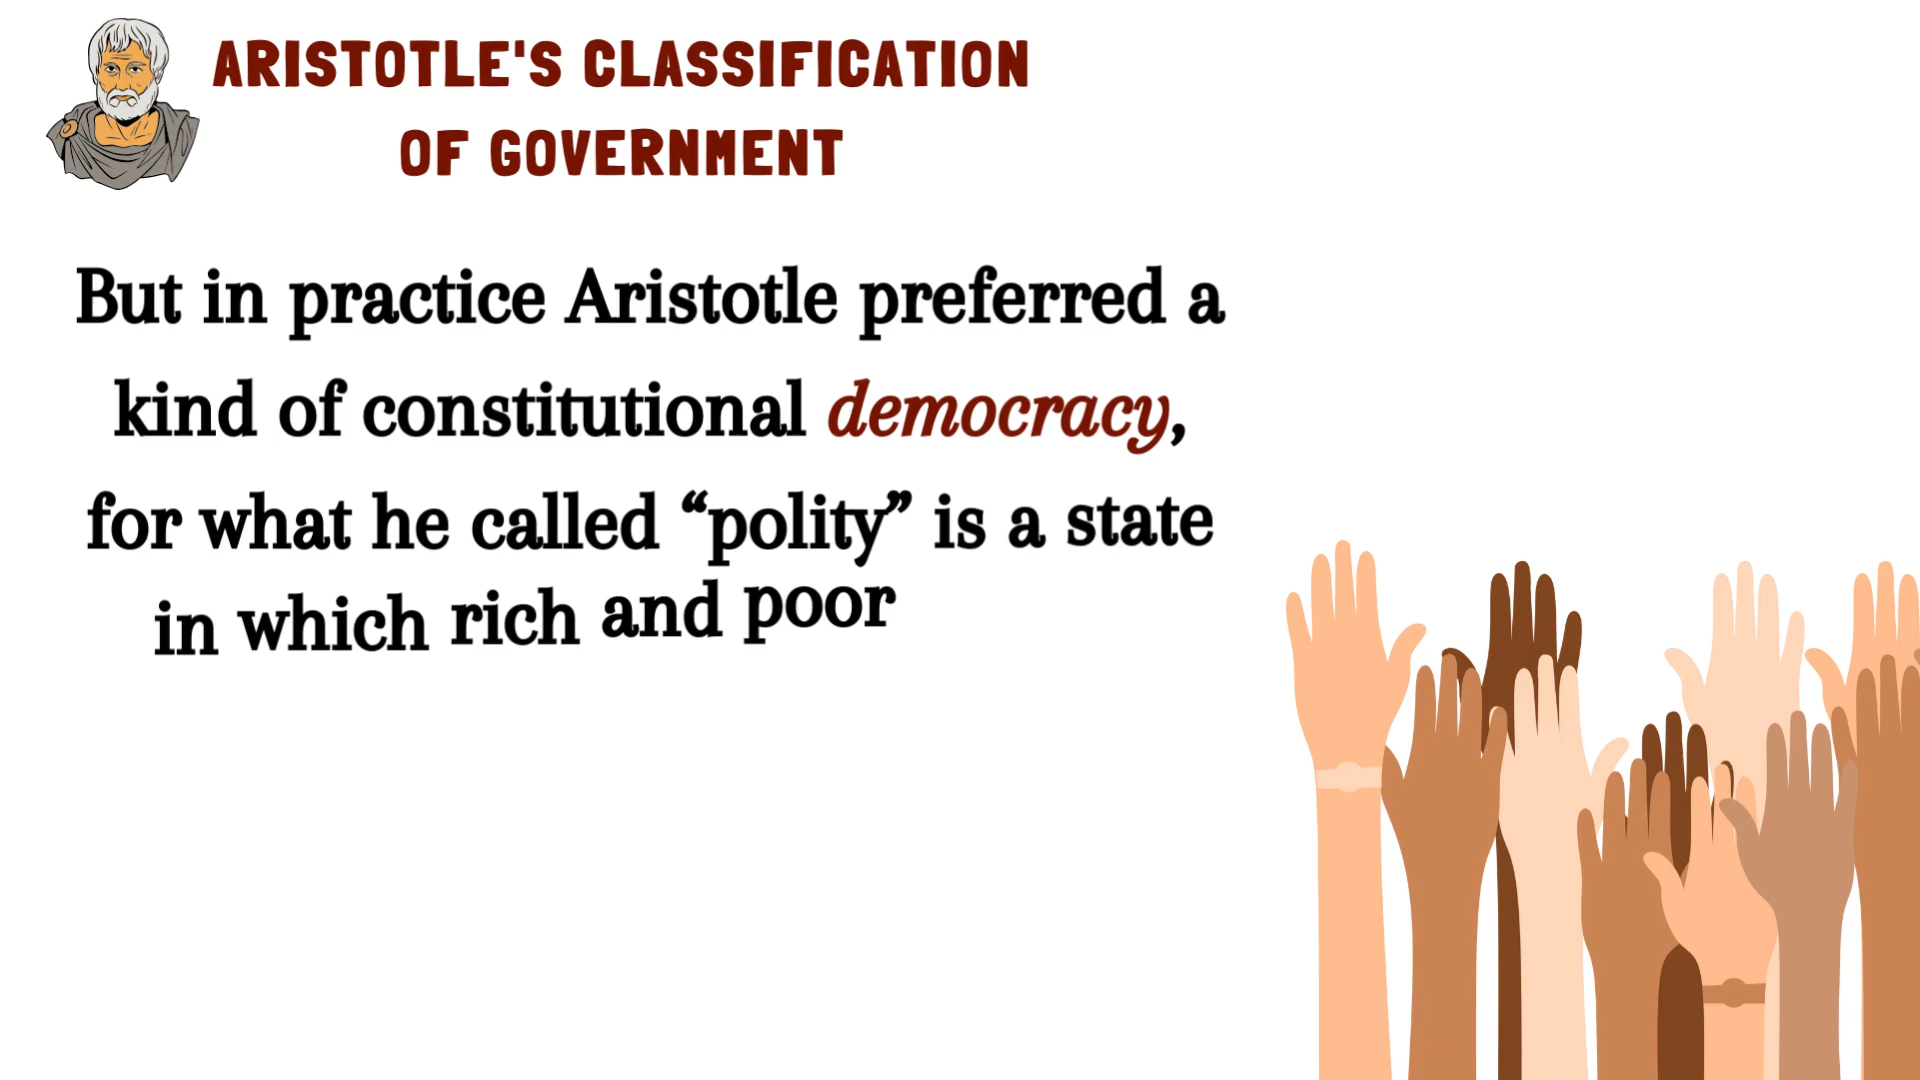 ARISTOTLE'S CLASSIFICATION
OF GOVERNMENT
But in practice Aristotle preferred a
kind of constitutional democracy,
for what he called “polity” is a state
in which rich and poor